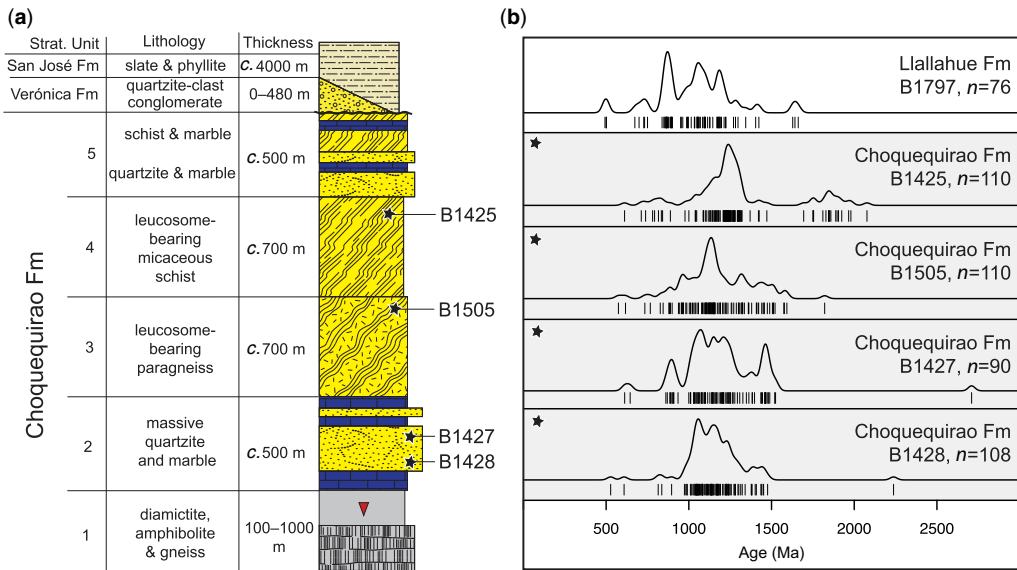 (a)
Strat. Unit Lithology Thickness
San José Fm slate & phyllite c. 4000 m
Verónica Fm quartzite-clast conglomerate 0–480 m
Choquequirao Fm
5 schist & marble
quartzite & marble
c. 500 m
4 leucosome-
bearing
micaceous
schist
c. 700 m
B1425
3 leucosome-
bearing
paragneiss
c. 700 m
B1505
2 massive
quartzite
and marble
c. 500 m
B1427
B1428
1 diamictite,
amphibolite
& gneiss
100–1000
m
(b)
Llallahue Fm
B1797, n=76
Choquequirao Fm
B1425, n=110
Choquequirao Fm
B1505, n=110
Choquequirao Fm
B1427, n=90
Choquequirao Fm
B1428, n=108
500 1000 1500 2000 2500
Age (Ma)